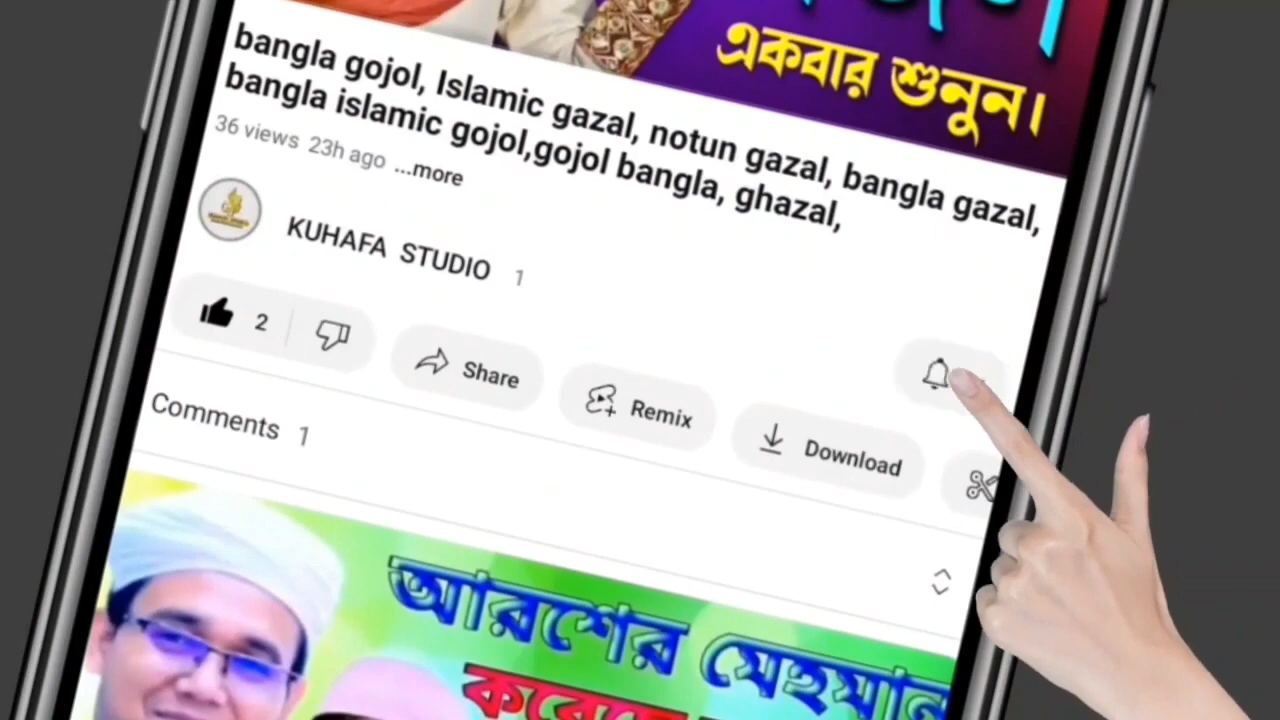 একবার শুনুন।
bangla gojol, Islamic gazal, notun gazal, bangla gazal,
bangla islamic gojol,gojol bangla, ghazal,
36 views 23h ago ...more
KUHAFA STUDIO 1
2 Share Remix Download
Comments 1
আরশের মেহমান